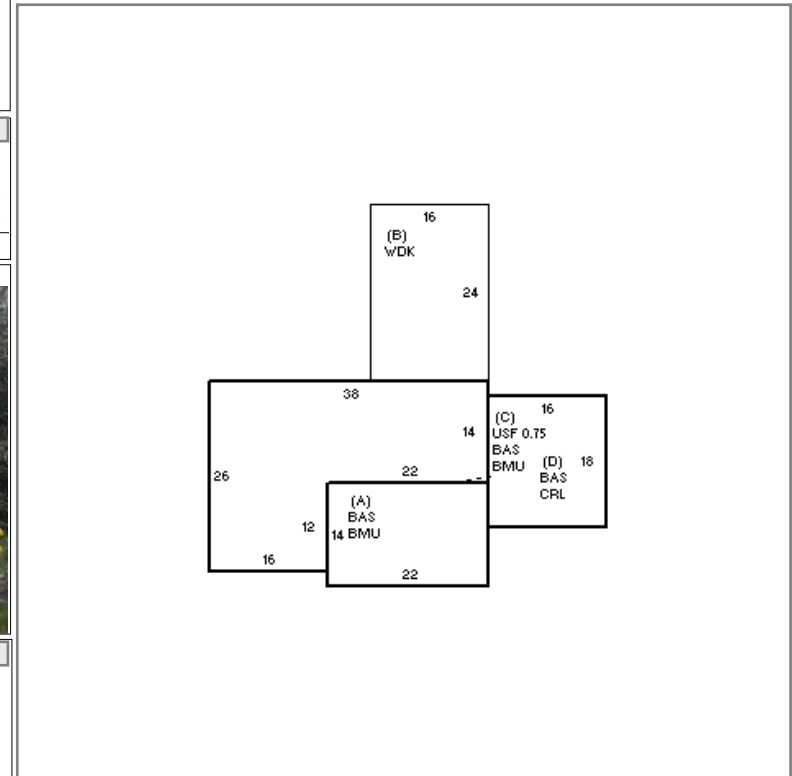 16
(B)
WDK
24
38
14
26
22
12
16
(A)
BAS
14 BMU
22
(C)
USF 0.75
BAS
BMU
16
(D)
BAS
CRL
18